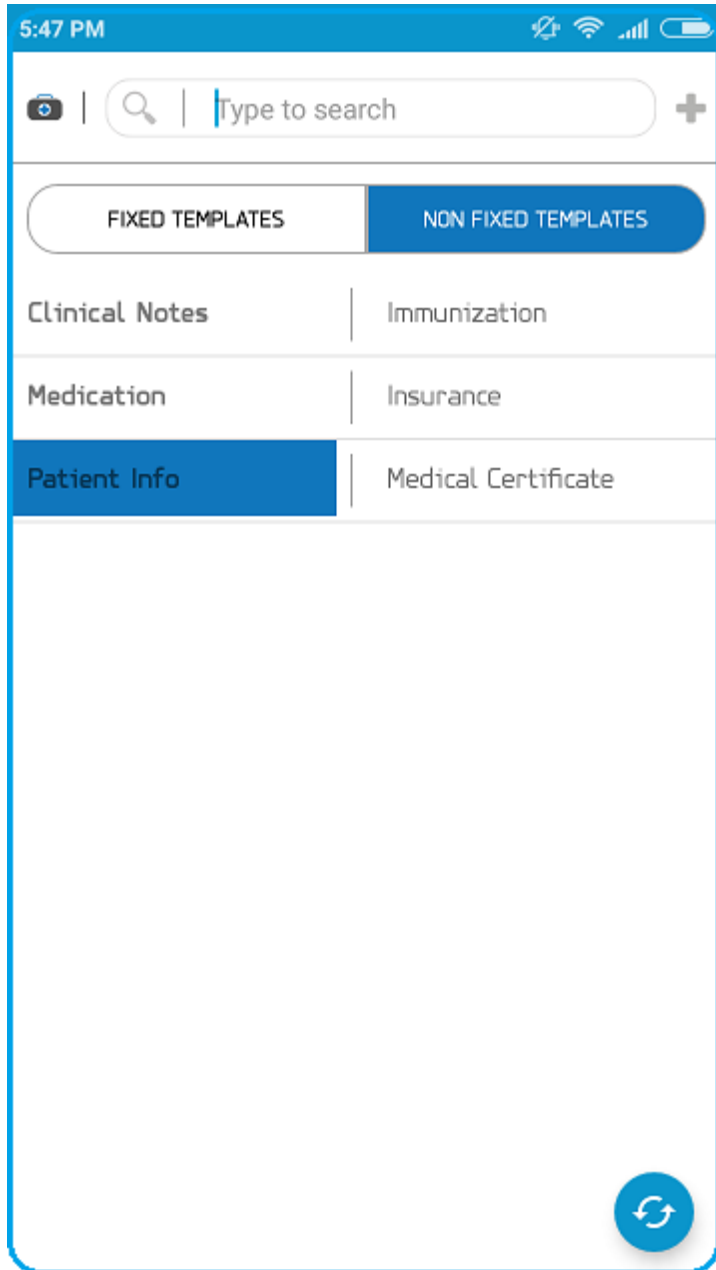 5:47 PM
Type to search
FIXED TEMPLATES NON FIXED TEMPLATES
Clinical Notes Immunization
Medication Insurance
Patient Info Medical Certificate